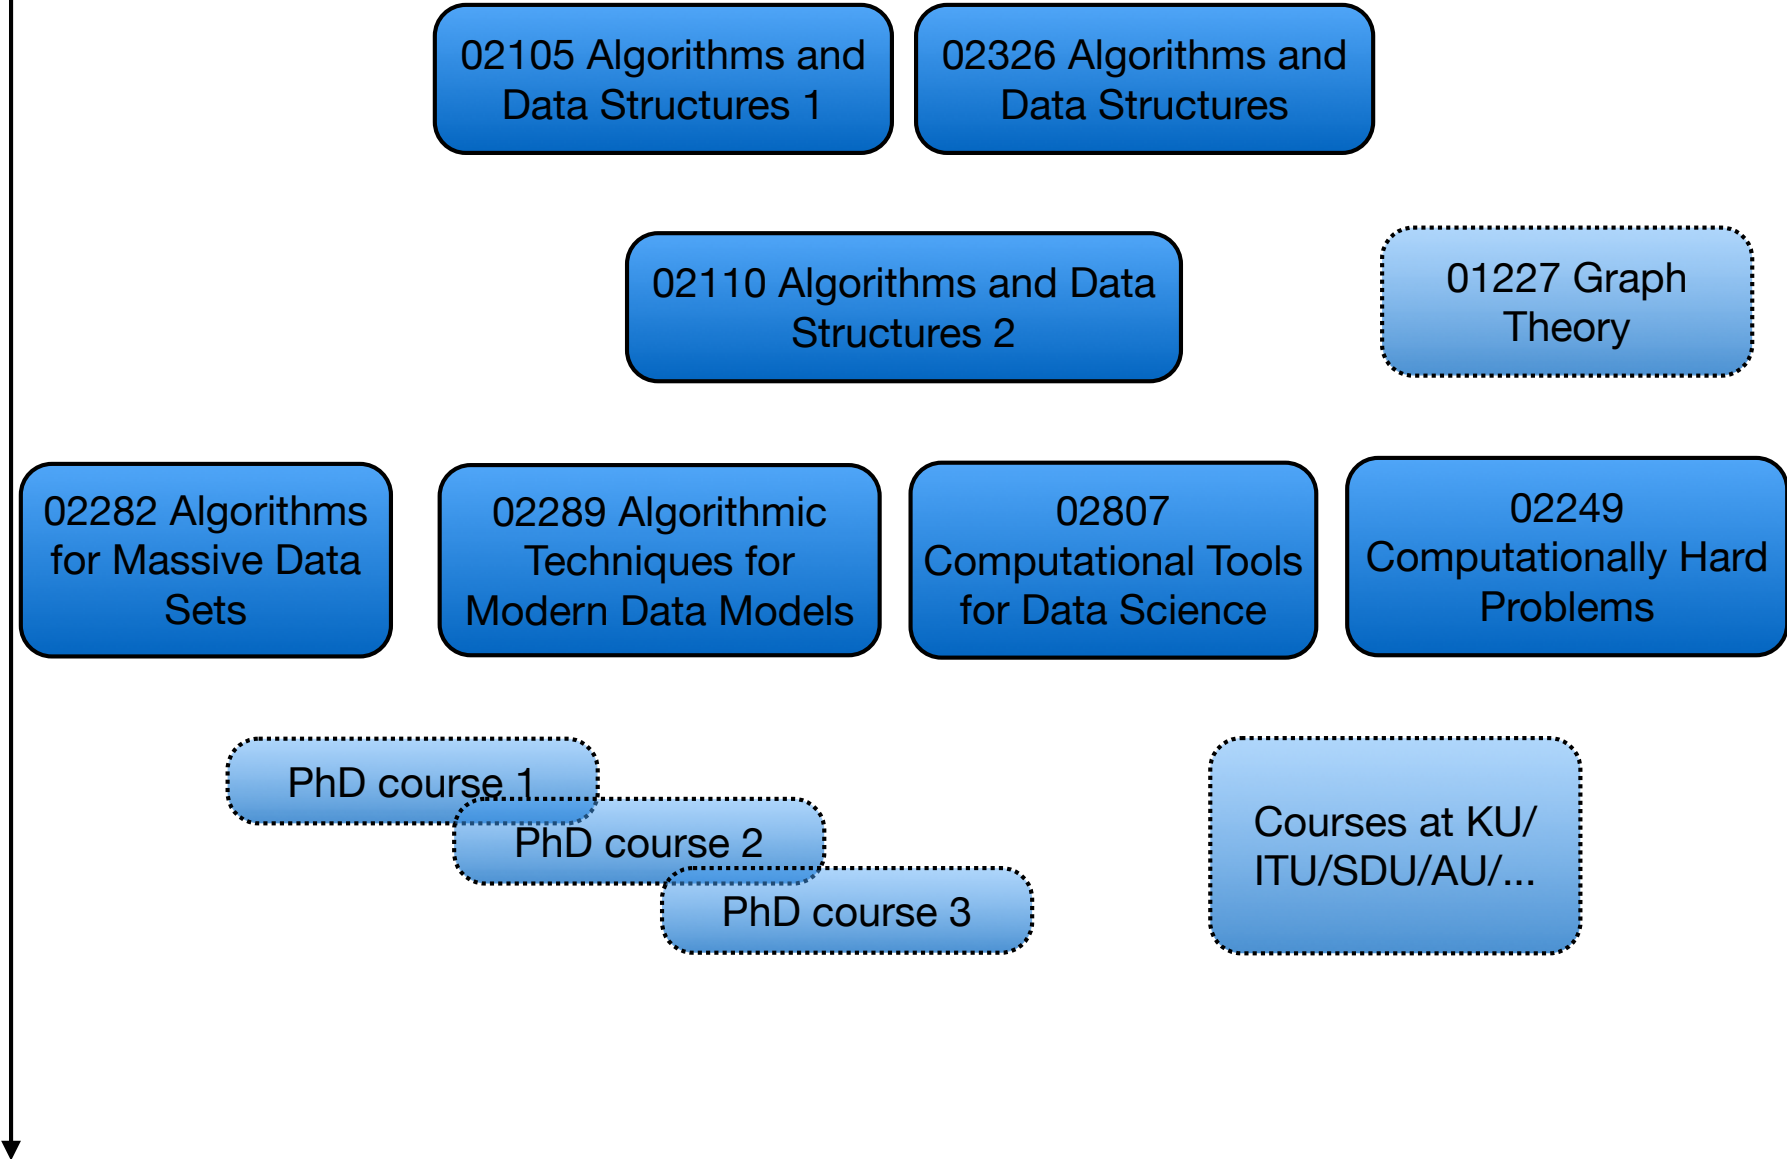 02105 Algorithms and
Data Structures 1
02326 Algorithms and
Data Structures
02110 Algorithms and Data
Structures 2
01227 Graph
Theory
02282 Algorithms
for Massive Data
Sets
02289 Algorithmic
Techniques for
Modern Data Models
02807
Computational Tools
for Data Science
02249
Computationally Hard
Problems
PhD course 1
PhD course 2
PhD course 3
Courses at KU/
ITU/SDU/AU/...